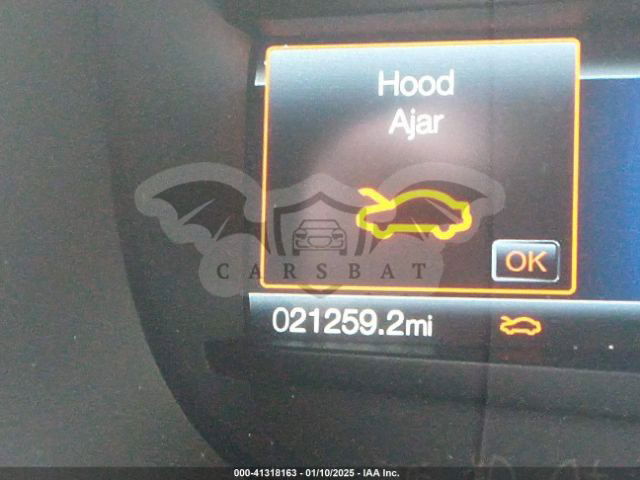 Hood
Ajar
OK
CARSBAT
021259.2mi
000-41318163 — 01/10/2025 — IAA Inc.